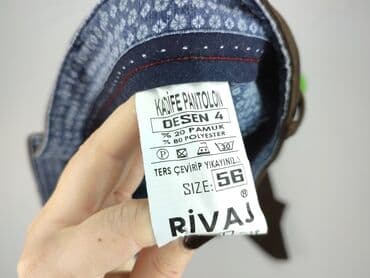 KADİFE PANTOLON
DESEN 4
% 20 PAMUK
% 80 POLYESTER
P
TERS ÇEVİRİP YIKAYINIZ.
SIZE: 56
RİVAJ ®